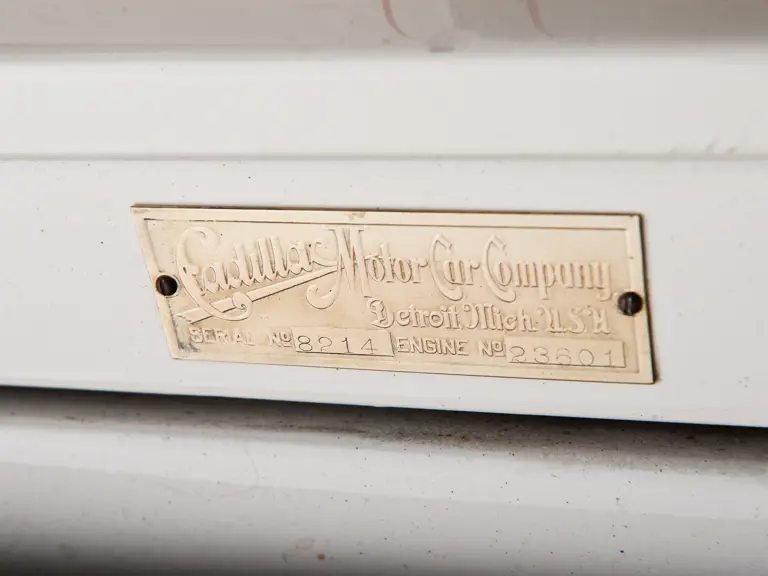 Cadillac Motor Car Company,
Detroit, Mich. U.S.A.
SERIAL No 8214 ENGINE No 23601